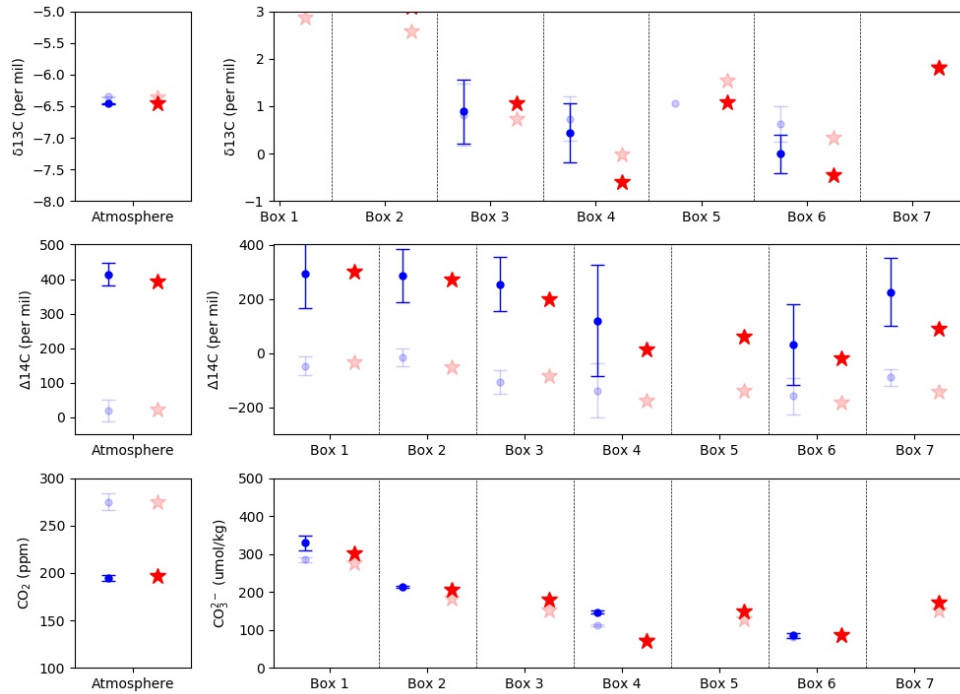 δ13C (per mil)
−5.0
−5.5
−6.0
−6.5
−7.0
−7.5
−8.0
Atmosphere
δ13C (per mil)
3
2
1
0
−1
Box 1
Box 2
Box 3
Box 4
Box 5
Box 6
Box 7
Δ14C (per mil)
500
400
300
200
100
0
Atmosphere
Δ14C (per mil)
400
200
0
−200
Box 1
Box 2
Box 3
Box 4
Box 5
Box 6
Box 7
CO₂ (ppm)
300
250
200
150
100
Atmosphere
CO₃²⁻ (umol/kg)
500
400
300
200
100
0
Box 1
Box 2
Box 3
Box 4
Box 5
Box 6
Box 7